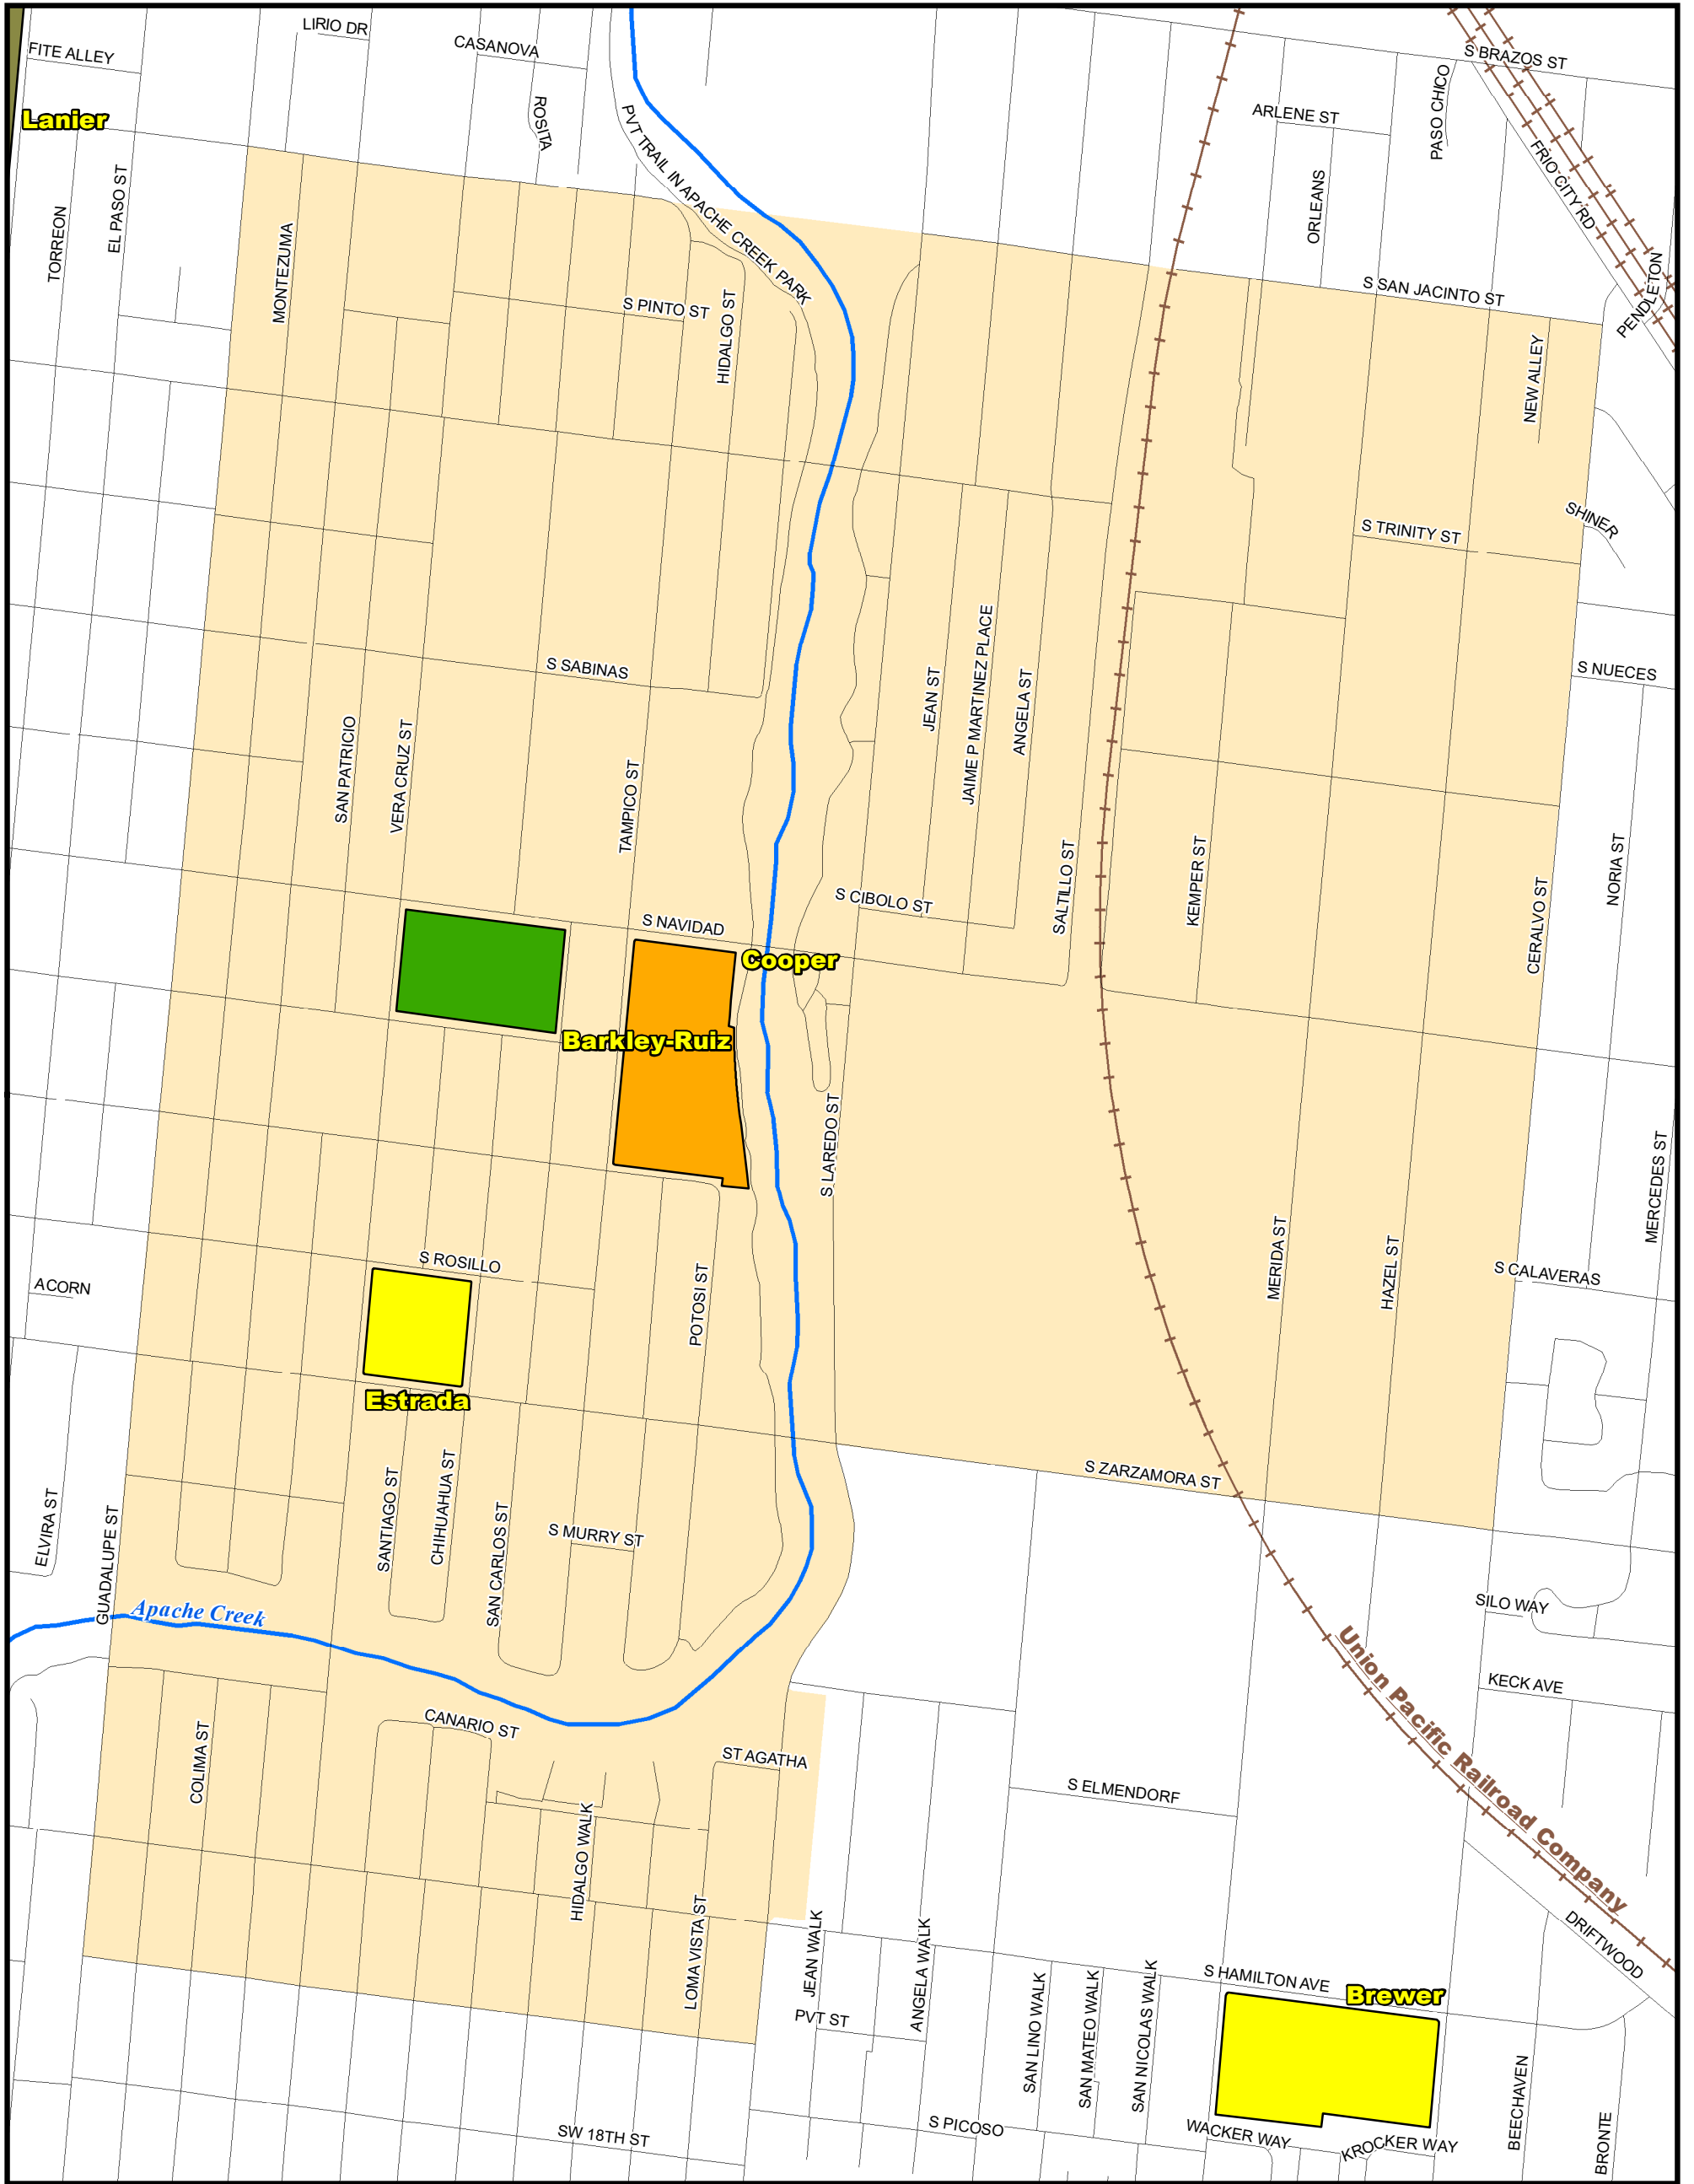 LIRIO DR
FITE ALLEY
CASANOVA
S BRAZOS ST
Lanier
ROSITA
PVT TRAIL IN APACHE CREEK PARK
ARLENE ST
PASO CHICO
FRIO CITY RD
TORREON
EL PASO ST
MONTEZUMA
ORLEANS
S SAN JACINTO ST
PENDLETON
S PINTO ST
HIDALGO ST
NEW ALLEY
S TRINITY ST
SHINER
S SABINAS
JEAN ST
JAIME P MARTINEZ PLACE
ANGELA ST
S NUECES
SAN PATRICIO
VERA CRUZ ST
TAMPICO ST
SALTILLO ST
KEMPER ST
CERALVO ST
NORIA ST
S CIBOLO ST
S NAVIDAD
Cooper
Barkley-Ruiz
S LAREDO ST
MERCEDES ST
S ROSILLO
POTOSI ST
MERIDA ST
HAZEL ST
S CALAVERAS
ACORN
Estrada
S ZARZAMORA ST
ELVIRA ST
GUADALUPE ST
SANTIAGO ST
CHIHUAHUA ST
SAN CARLOS ST
S MURRY ST
Apache Creek
SILO WAY
Union Pacific Railroad Company
KECK AVE
CANARIO ST
COLIMA ST
ST AGATHA
S ELMENDORF
HIDALGO WALK
LOMA VISTA ST
JEAN WALK
ANGELA WALK
DRIFTWOOD
S HAMILTON AVE
Brewer
PVT ST
SAN LINO WALK
SAN MATEO WALK
SAN NICOLAS WALK
BEECHAVEN
BRONTE
SW 18TH ST
S PICOSO
WACKER WAY
KROCKER WAY